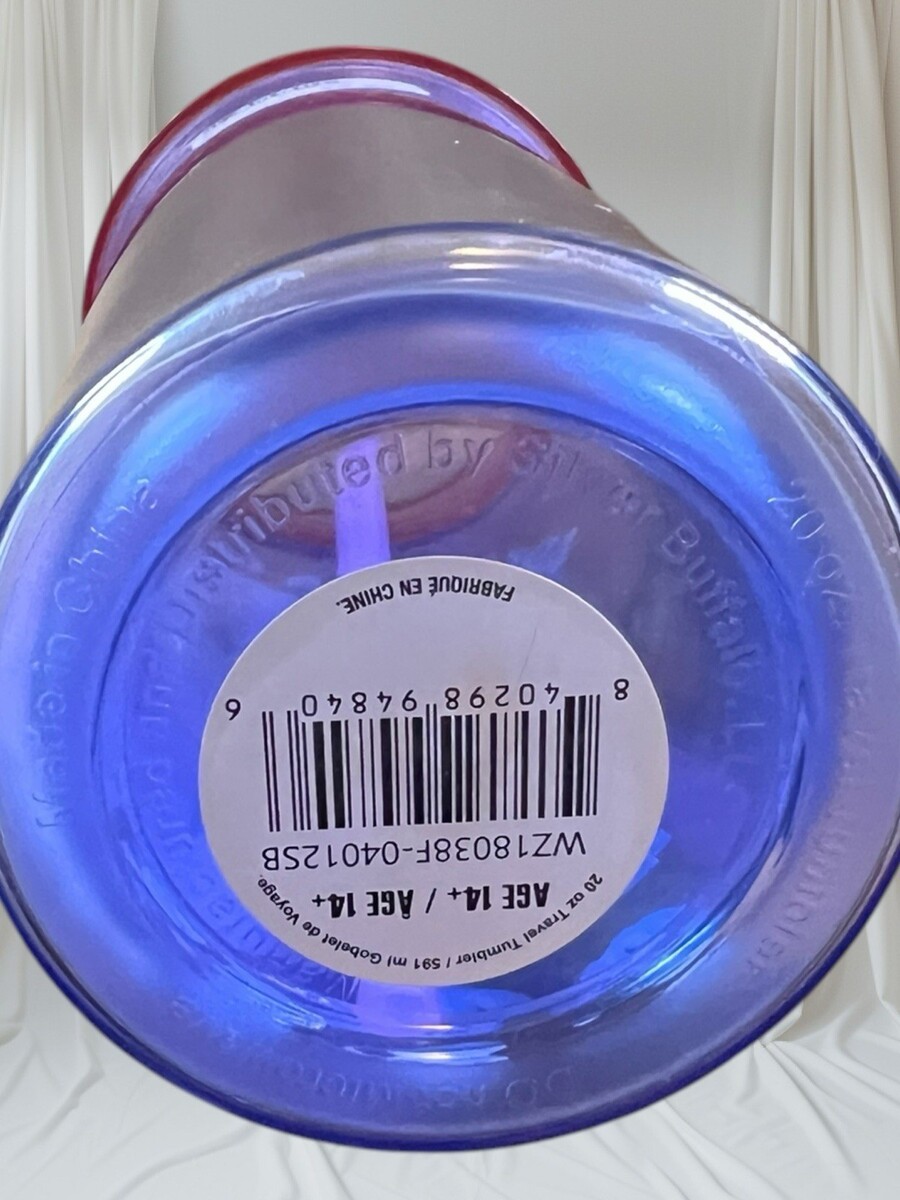 Made in China
Distributed by Silver Buffalo, L
20 oz.
FABRIQUÉ EN CHINE.
8 40298 94840 6
WZ18038F-04012SB
AGE 14+ / ÂGE 14+
20 oz Travel Tumbler / 591 ml Gobelet de Voyage.